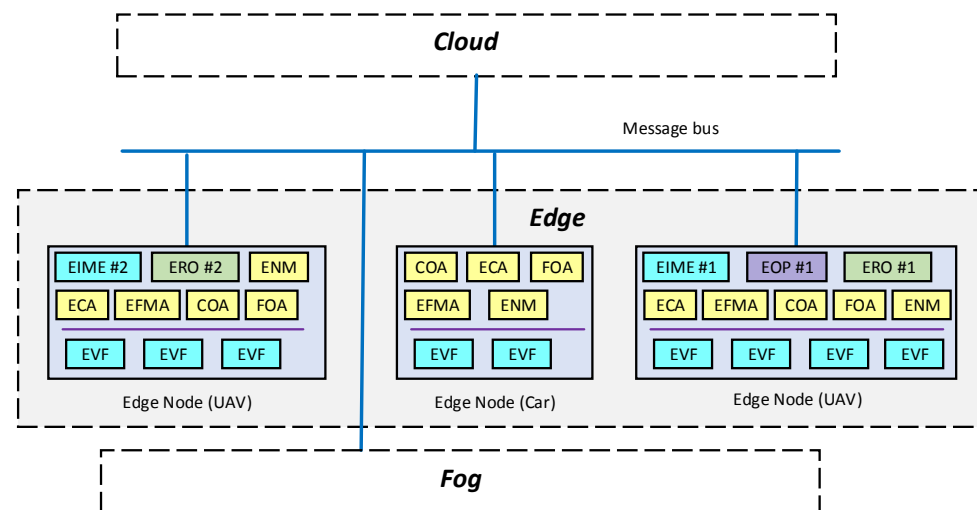 Cloud
Message bus
Edge
EIME #2 ERO #2 ENM
ECA EFMA COA FOA
EVF EVF EVF
Edge Node (UAV)
COA ECA FOA
EFMA ENM
EVF EVF
Edge Node (Car)
EIME #1 EOP #1 ERO #1
ECA EFMA COA FOA ENM
EVF EVF EVF EVF
Edge Node (UAV)
Fog